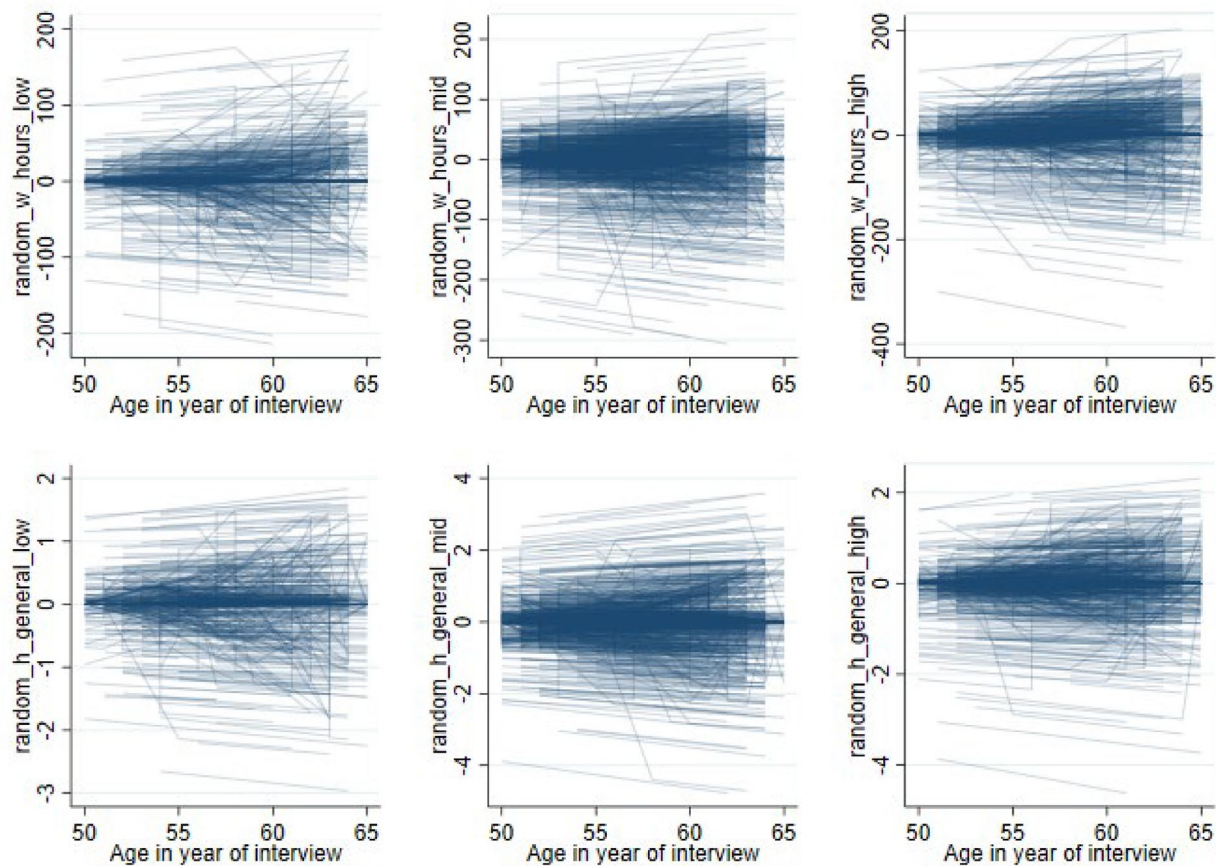 random_w_hours_low
200
100
0
-100
-200
50 55 60 65
Age in year of interview
random_w_hours_mid
200
100
0
-100
-200
-300
50 55 60 65
Age in year of interview
random_w_hours_high
200
0
-200
-400
50 55 60 65
Age in year of interview
random_h_general_low
2
1
0
-1
-2
-3
50 55 60 65
Age in year of interview
random_h_general_mid
4
2
0
-2
-4
50 55 60 65
Age in year of interview
random_h_general_high
2
0
-2
-4
50 55 60 65
Age in year of interview